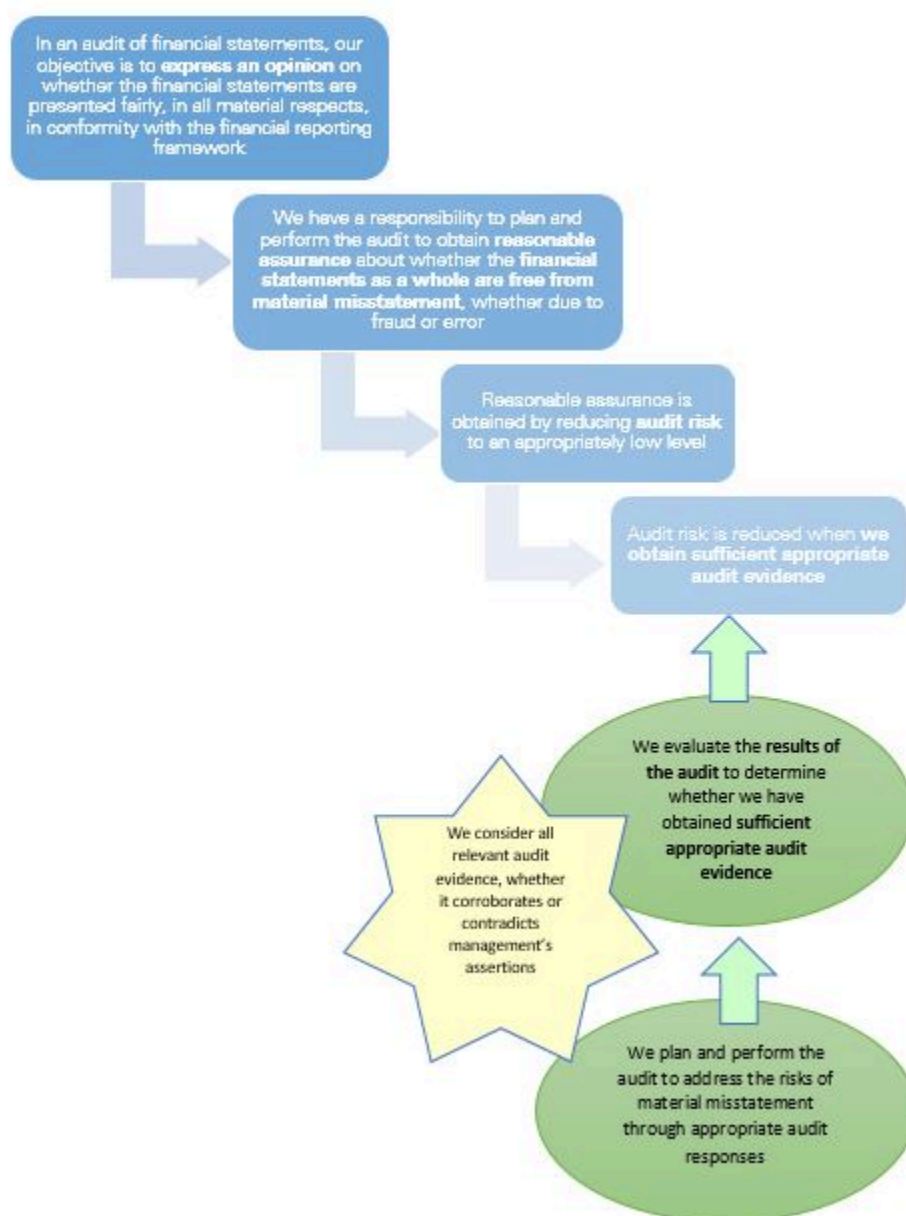 In an audit of financial statements, our
objective is to express an opinion on
whether the financial statements are
presented fairly, in all material respects,
in conformity with the financial reporting
framework
We have a responsibility to plan and
perform the audit to obtain reasonable
assurance about whether the financial
statements as a whole are free from
material misstatement, whether due to
fraud or error
Reasonable assurance is
obtained by reducing audit risk
to an appropriately low level
Audit risk is reduced when we
obtain sufficient appropriate
audit evidence
We evaluate the results of
the audit to determine
whether we have
obtained sufficient
appropriate audit
evidence
We consider all
relevant audit
evidence, whether
it corroborates or
contradicts
management's
assertions
We plan and perform the
audit to address the risks of
material misstatement
through appropriate audit
responses